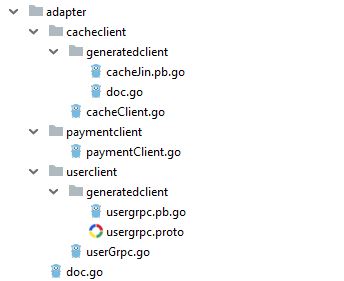 adapter
cacheclient
generatedclient
cacheJin.pb.go
doc.go
cacheClient.go
paymentclient
paymentClient.go
userclient
generatedclient
usergrpc.pb.go
usergrpc.proto
userGrpc.go
doc.go